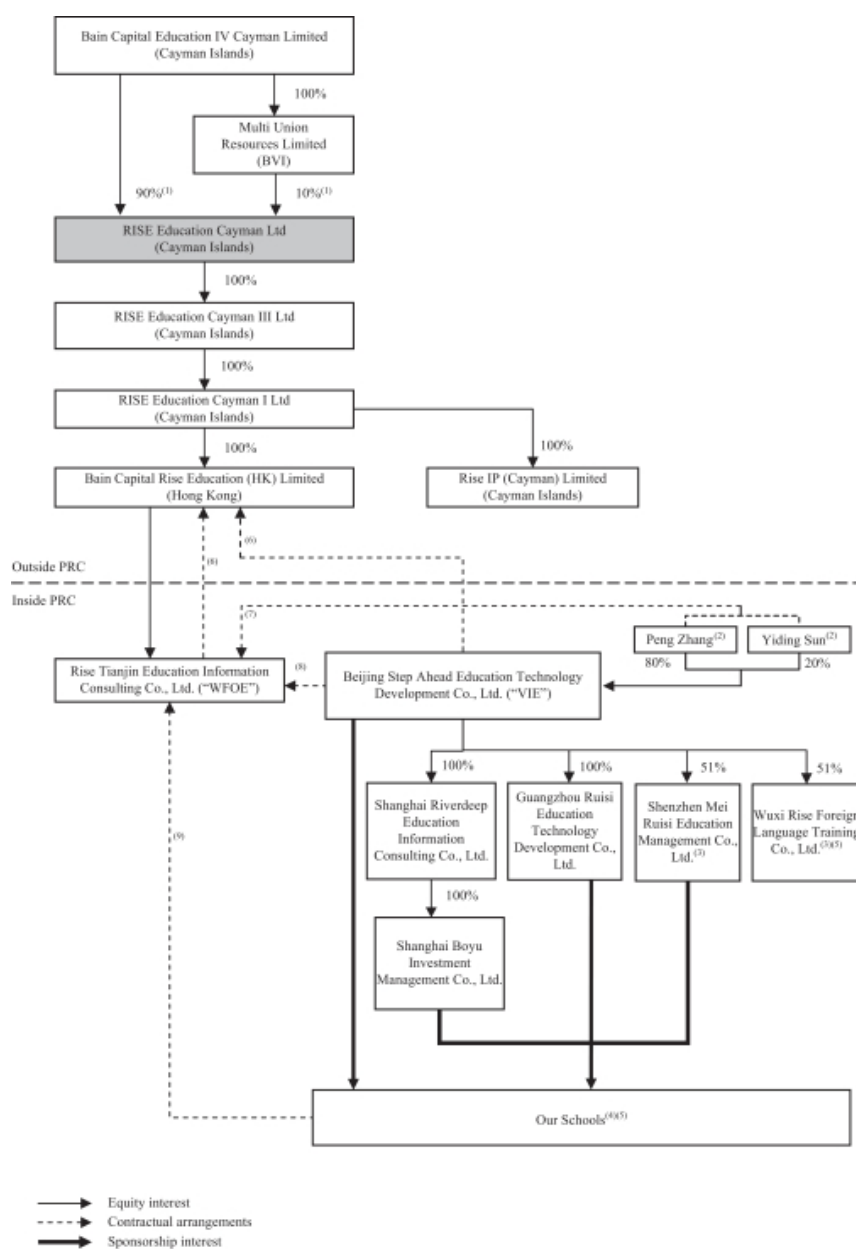 Bain Capital Education IV Cayman Limited
(Cayman Islands)
100%
Multi Union
Resources Limited
(BVI)
90%(1)
10%(1)
RISE Education Cayman Ltd
(Cayman Islands)
100%
RISE Education Cayman III Ltd
(Cayman Islands)
100%
RISE Education Cayman I Ltd
(Cayman Islands)
100%
100%
Bain Capital Rise Education (HK) Limited
(Hong Kong)
Rise IP (Cayman) Limited
(Cayman Islands)
(6)
Outside PRC
Inside PRC
(7)
Peng Zhang(2)
Yiding Sun(2)
80%
20%
Rise Tianjin Education Information
Consulting Co., Ltd. (“WFOE”)
(8)
Beijing Step Ahead Education Technology
Development Co., Ltd. (“VIE”)
100%
100%
51%
51%
Shanghai Riverdeep
Education
Information
Consulting Co., Ltd.
Guangzhou Ruisi
Education
Technology
Development Co.,
Ltd.
Shenzhen Mei
Ruisi Education
Management Co.,
Ltd.(3)
Wuxi Rise Foreign
Language Training
Co., Ltd.(3)(5)
(9)
100%
Shanghai Boyu
Investment
Management Co., Ltd.
Our Schools(4)(5)
Equity interest
Contractual arrangements
Sponsorship interest